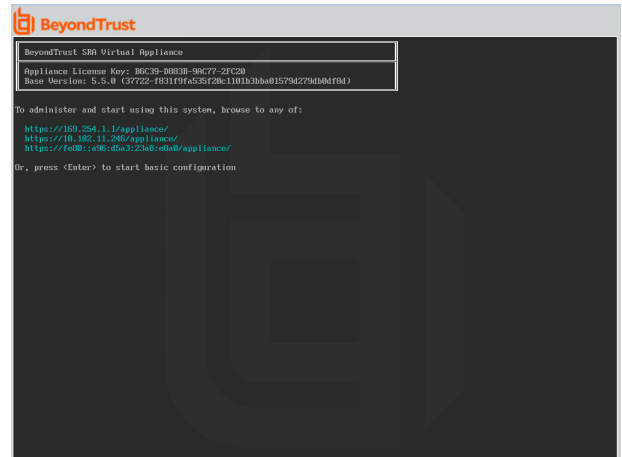 BeyondTrust
BeyondTrust SRA Virtual Appliance
Appliance License Key: B6C39-D883B-9AC77-2FC20
Base Version: 5.5.0 (37722-f831f9fa535f20c1101b3bba01579d279db0df8d)
To administer and start using this system, browse to any of:
https://169.254.1.1/appliance/
https://10.102.11.246/appliance/
https://fe80::a96:d5a3:23a8:e8a0/appliance/
Or, press <Enter> to start basic configuration